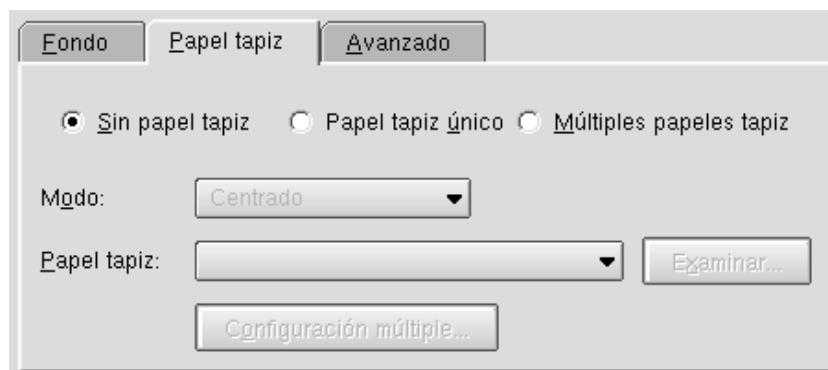 Fondo Papel tapiz Avanzado
Sin papel tapiz Papel tapiz único Múltiples papeles tapiz
Modo: Centrado
Papel tapiz: Examinar...
Configuración múltiple...